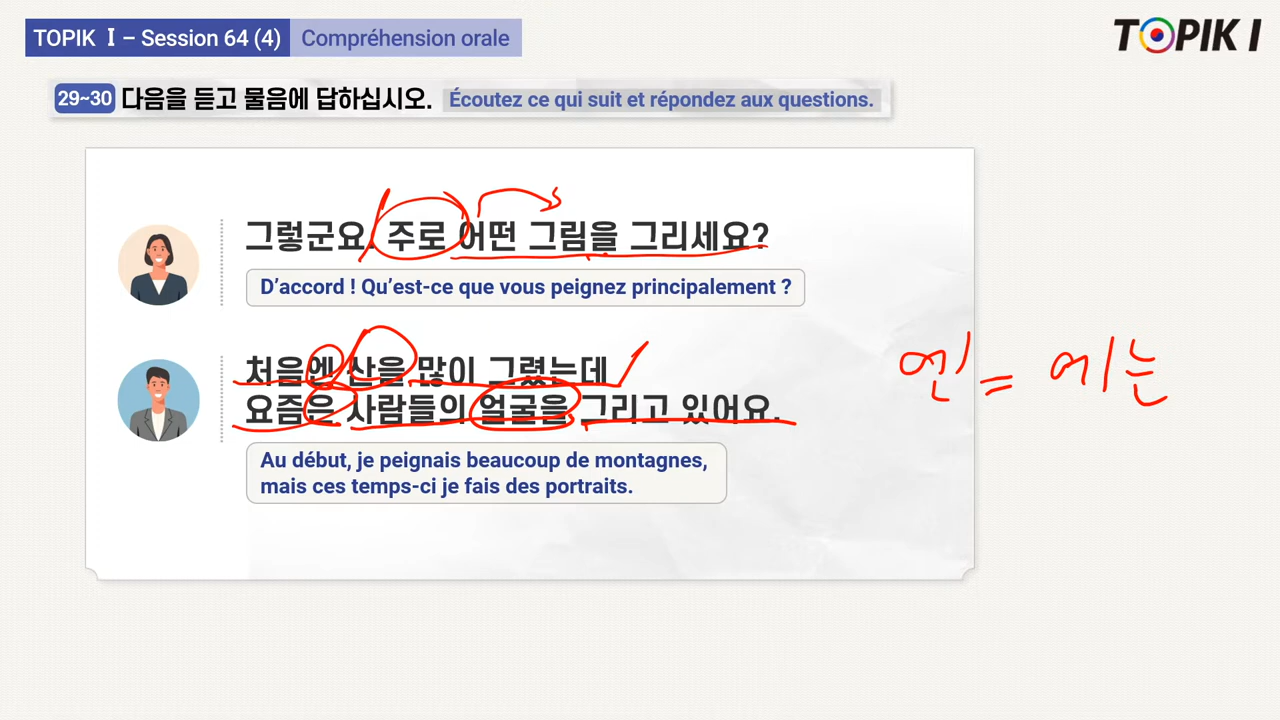 TOPIK I – Session 64 (4) Compréhension orale
TOPIK I
29~30 다음을 듣고 물음에 답하십시오. Écoutez ce qui suit et répondez aux questions.
그렇군요. 주로 어떤 그림을 그리세요?
D'accord ! Qu'est-ce que vous peignez principalement ?
처음엔 산을 많이 그렸는데
요즘은 사람들의 얼굴을 그리고 있어요.
엔 = 에는
Au début, je peignais beaucoup de montagnes,
mais ces temps-ci je fais des portraits.